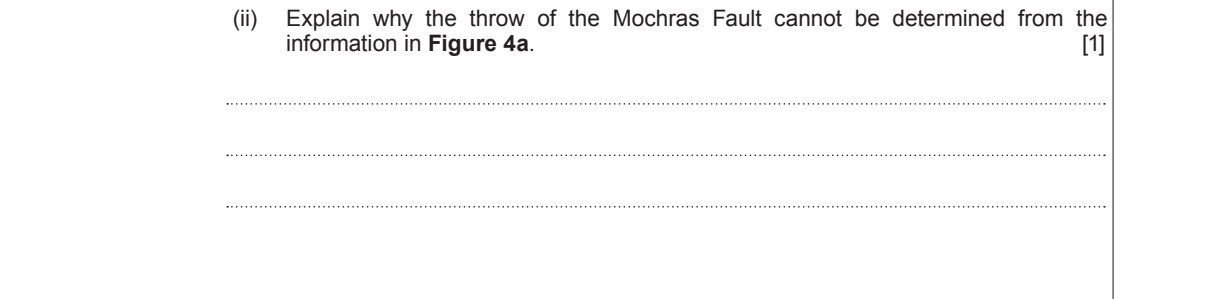 (ii) Explain why the throw of the Mochras Fault cannot be determined from the
information in Figure 4a. [1]